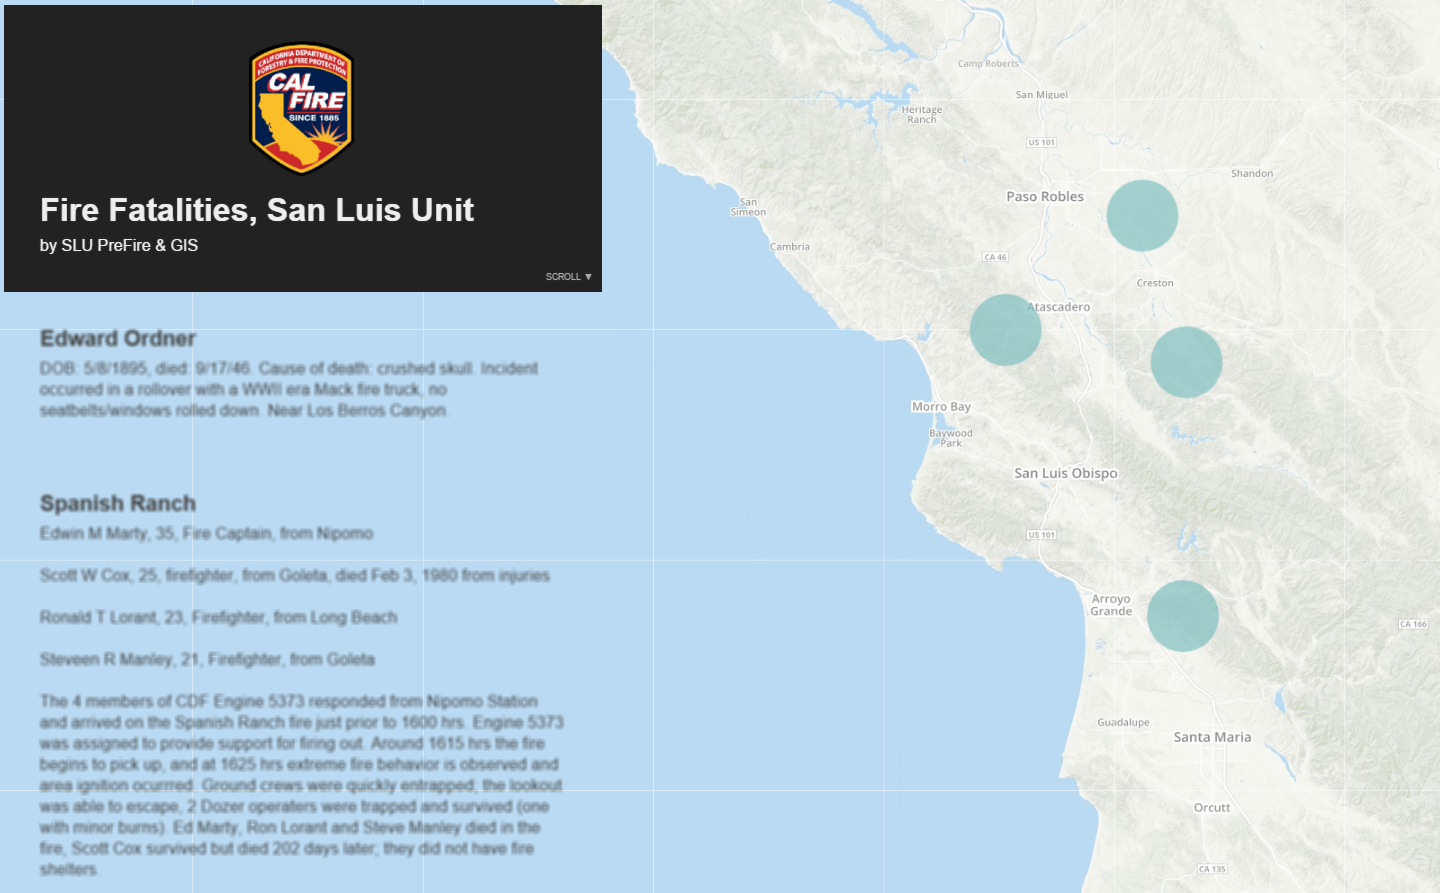 CALIFORNIA DEPARTMENT OF
FORESTRY & FIRE PROTECTION
CAL
FIRE
SINCE 1885
Fire Fatalities, San Luis Unit
by SLU PreFire & GIS
SCROLL ▼
Edward Ordner
DOB: 5/8/1895, died: 9/17/46. Cause of death: crushed skull. Incident
occurred in a rollover with a WWII era Mack fire truck, no
seatbelts/windows rolled down. Near Los Berros Canyon.
Spanish Ranch
Edwin M Marty, 35, Fire Captain, from Nipomo
Scott W Cox, 25, firefighter, from Goleta, died Feb 3, 1980 from injuries
Ronald T Lorant, 23, Firefighter, from Long Beach
Steveen R Manley, 21, Firefighter, from Goleta
The 4 members of CDF Engine 5373 responded from Nipomo Station
and arrived on the Spanish Ranch fire just prior to 1600 hrs. Engine 5373
was assigned to provide support for firing out. Around 1615 hrs the fire
begins to pick up, and at 1625 hrs extreme fire behavior is observed and
area ignition ocurrred. Ground crews were quickly entrapped; the lookout
was able to escape, 2 Dozer operaters were trapped and survived (one
with minor burns). Ed Marty, Ron Lorant and Steve Manley died in the
fire, Scott Cox survived but died 202 days later; they did not have fire
shelters.
Camp Roberts
San Miguel
Heritage
Ranch
US 101
Shandon
Paso Robles
San
Simeon
Cambria
CA 46
Creston
Atascadero
Morro Bay
Baywood
Park
San Luis Obispo
US 101
Arroyo
Grande
CA 166
Guadalupe
Santa Maria
Orcutt
CA 135